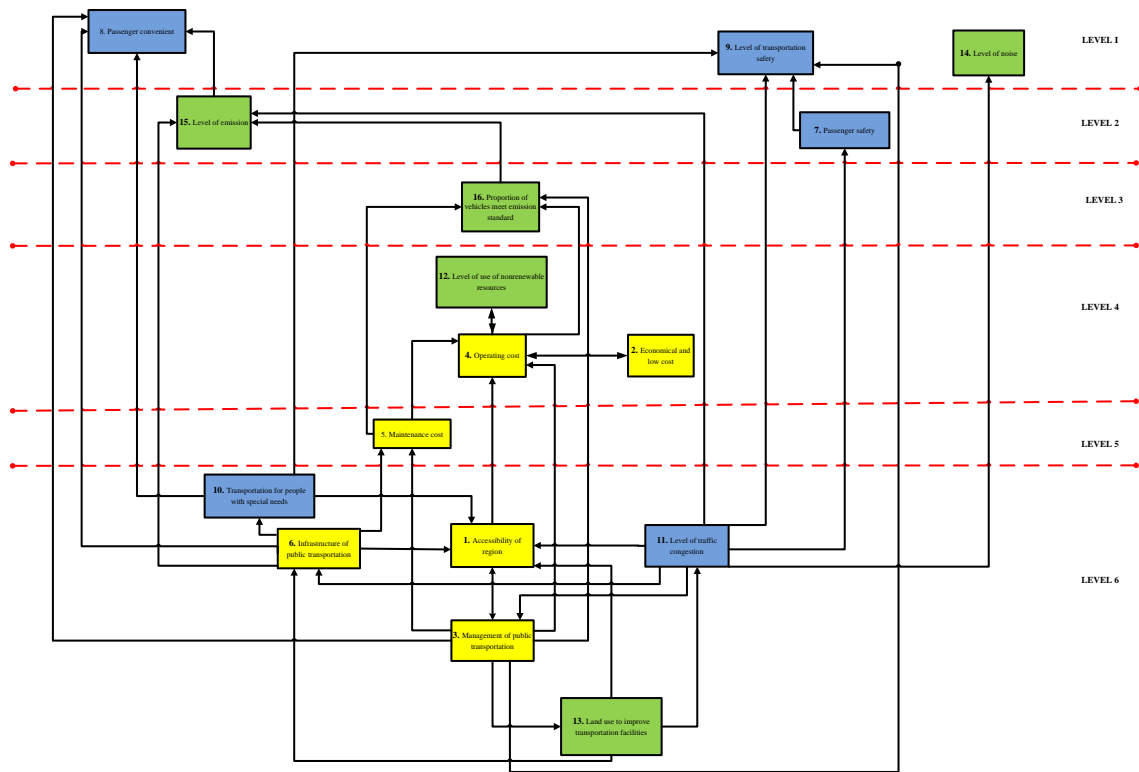 8. Passenger convenient
9. Level of transportation
safety
14. Level of noise
LEVEL I
15. Level of emission
7. Passenger safety
LEVEL 2
16. Proportion of
vehicles meet emission
standard
LEVEL 3
12. Level of use of nonrenewable
resources
LEVEL 4
4. Operating cost
2. Economical and
low cost
5. Maintenance cost
LEVEL 5
10. Transportation for people
with special needs
6. Infrastructure of
public transportation
1. Accessibility of
region
11. Level of traffic
congestion
LEVEL 6
3. Management of public
transportation
13. Land use to improve
transportation facilities